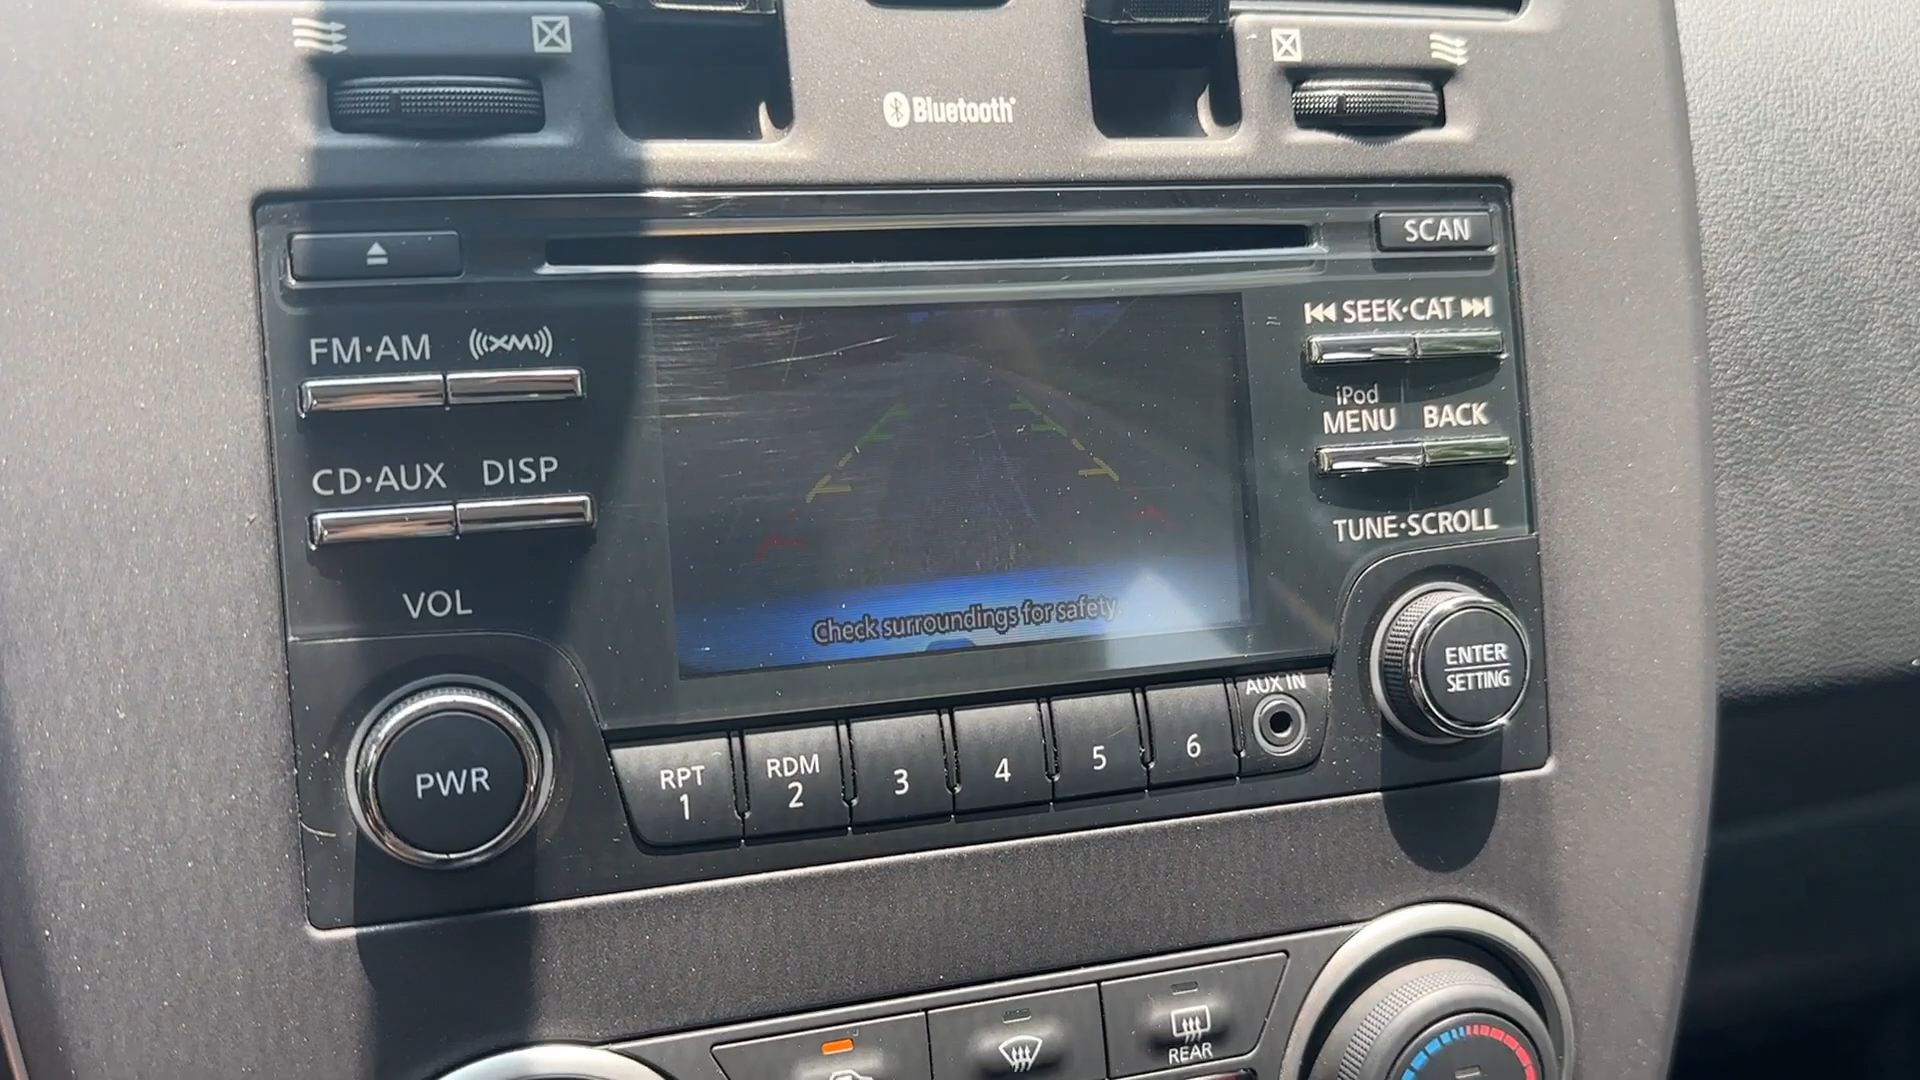 Bluetooth
SCAN
FM·AM
XM
SEEK·CAT
iPod
MENU
BACK
CD·AUX
DISP
TUNE·SCROLL
VOL
Check surroundings for safety.
ENTER
SETTING
AUX IN
PWR
RPT
1
RDM
2
3
4
5
6
REAR